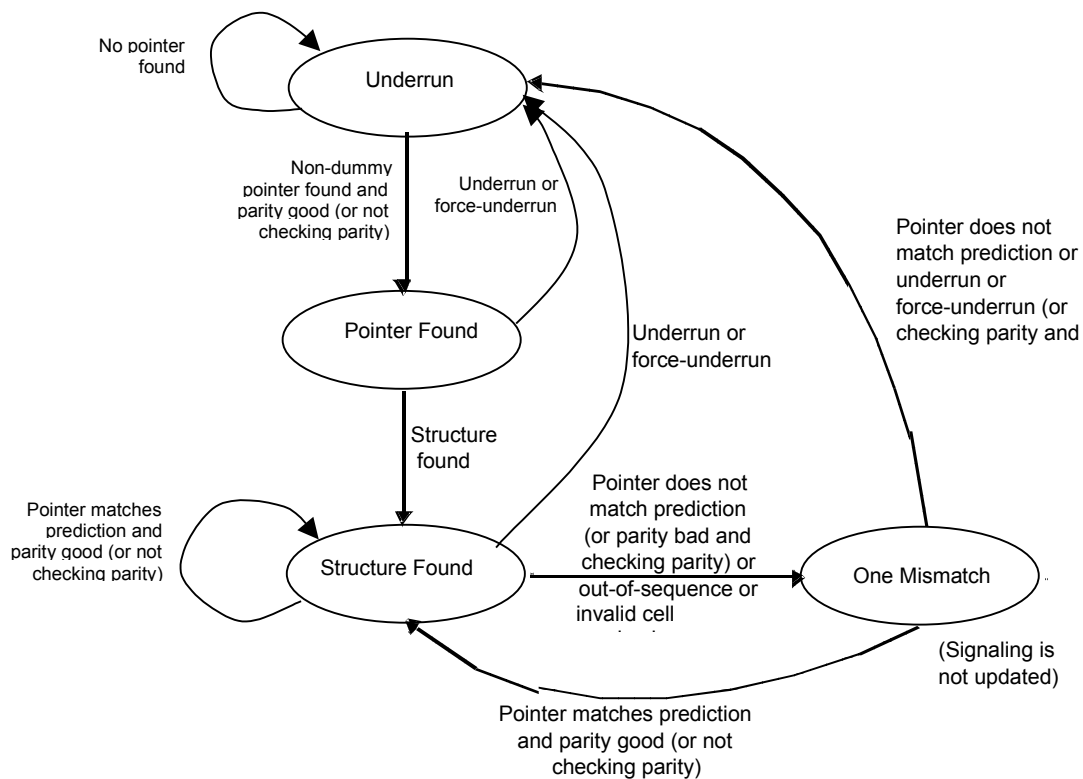 No pointer
found
Underrun
Non-dummy
pointer found and
parity good (or not
checking parity)
Underrun or
force-underrun
Pointer does not
match prediction or
underrun or
force-underrun (or
checking parity and
Pointer Found
Underrun or
force-underrun
Structure
found
Pointer matches
prediction and
parity good (or not
checking parity)
Structure Found
Pointer does not
match prediction
(or parity bad and
checking parity) or
out-of-sequence or
invalid cell
One Mismatch
(Signaling is
not updated)
Pointer matches prediction
and parity good (or not
checking parity)